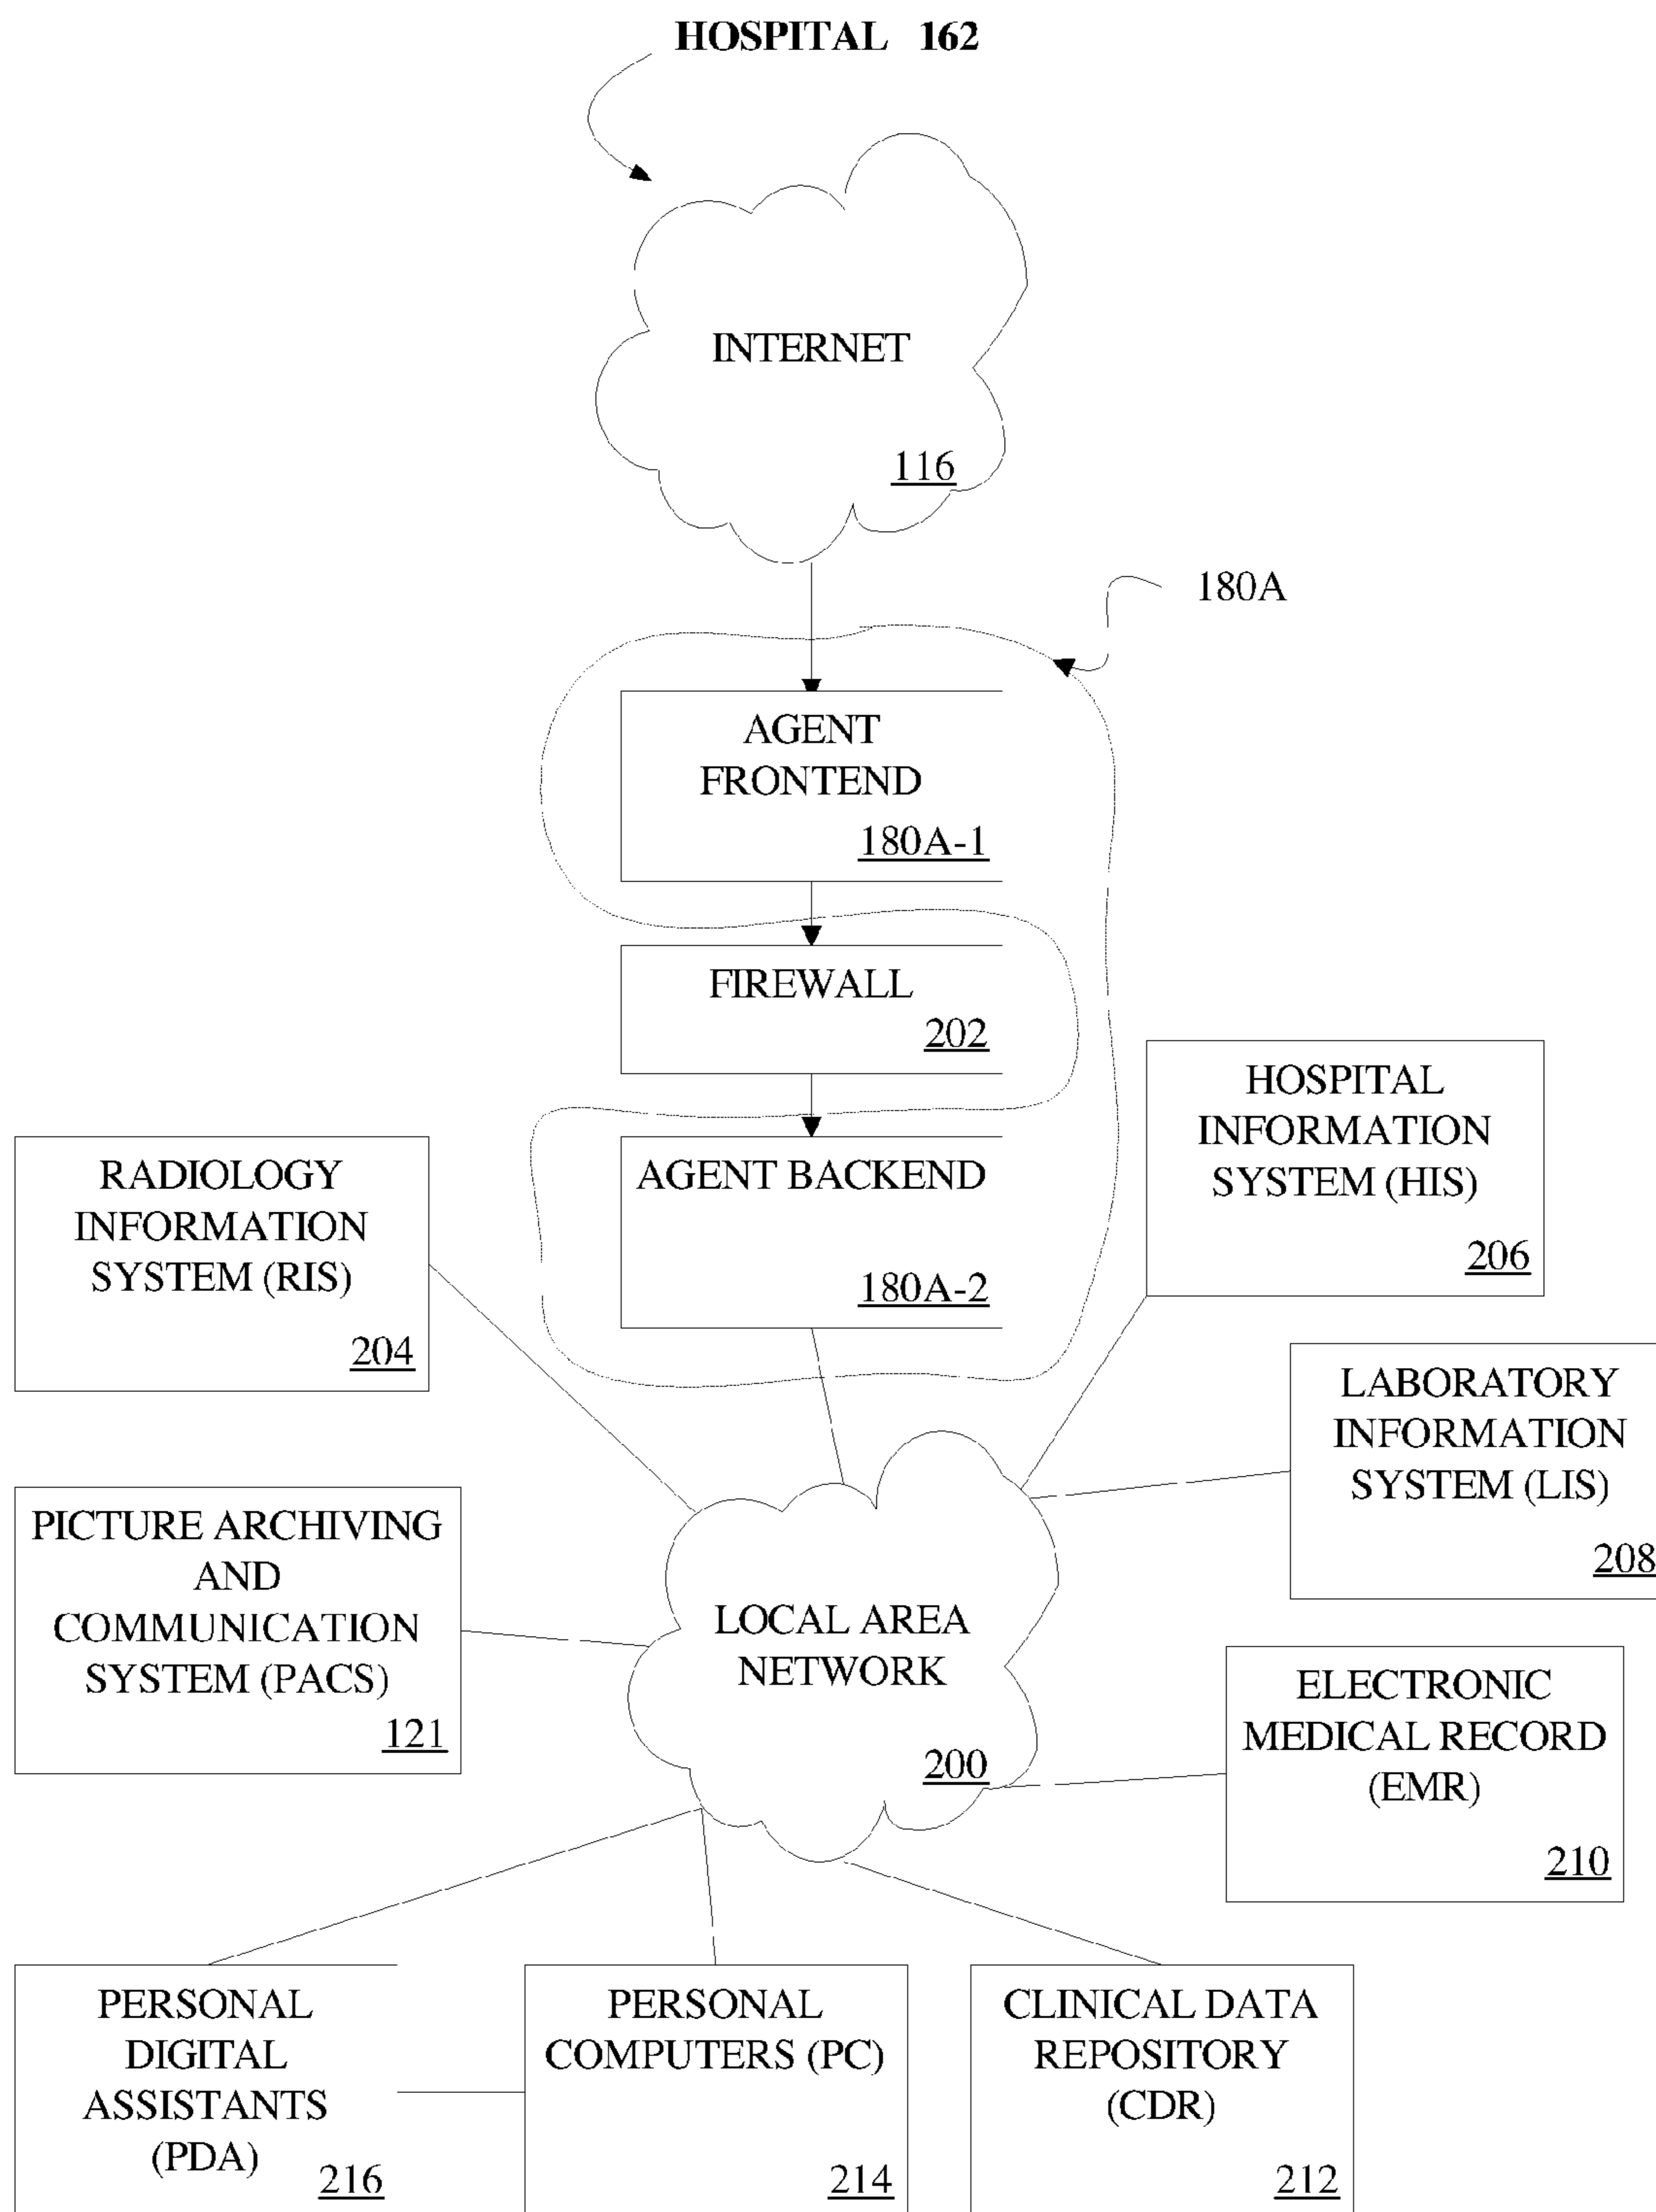 HOSPITAL 162
INTERNET
116
180A
AGENT
FRONTEND
180A-1
FIREWALL
202
AGENT BACKEND
180A-2
HOSPITAL
INFORMATION
SYSTEM (HIS)
206
RADIOLOGY
INFORMATION
SYSTEM (RIS)
204
LABORATORY
INFORMATION
SYSTEM (LIS)
208
PICTURE ARCHIVING
AND
COMMUNICATION
SYSTEM (PACS)
121
LOCAL AREA
NETWORK
200
ELECTRONIC
MEDICAL RECORD
(EMR)
210
PERSONAL
DIGITAL
ASSISTANTS
(PDA)
216
PERSONAL
COMPUTERS (PC)
214
CLINICAL DATA
REPOSITORY
(CDR)
212